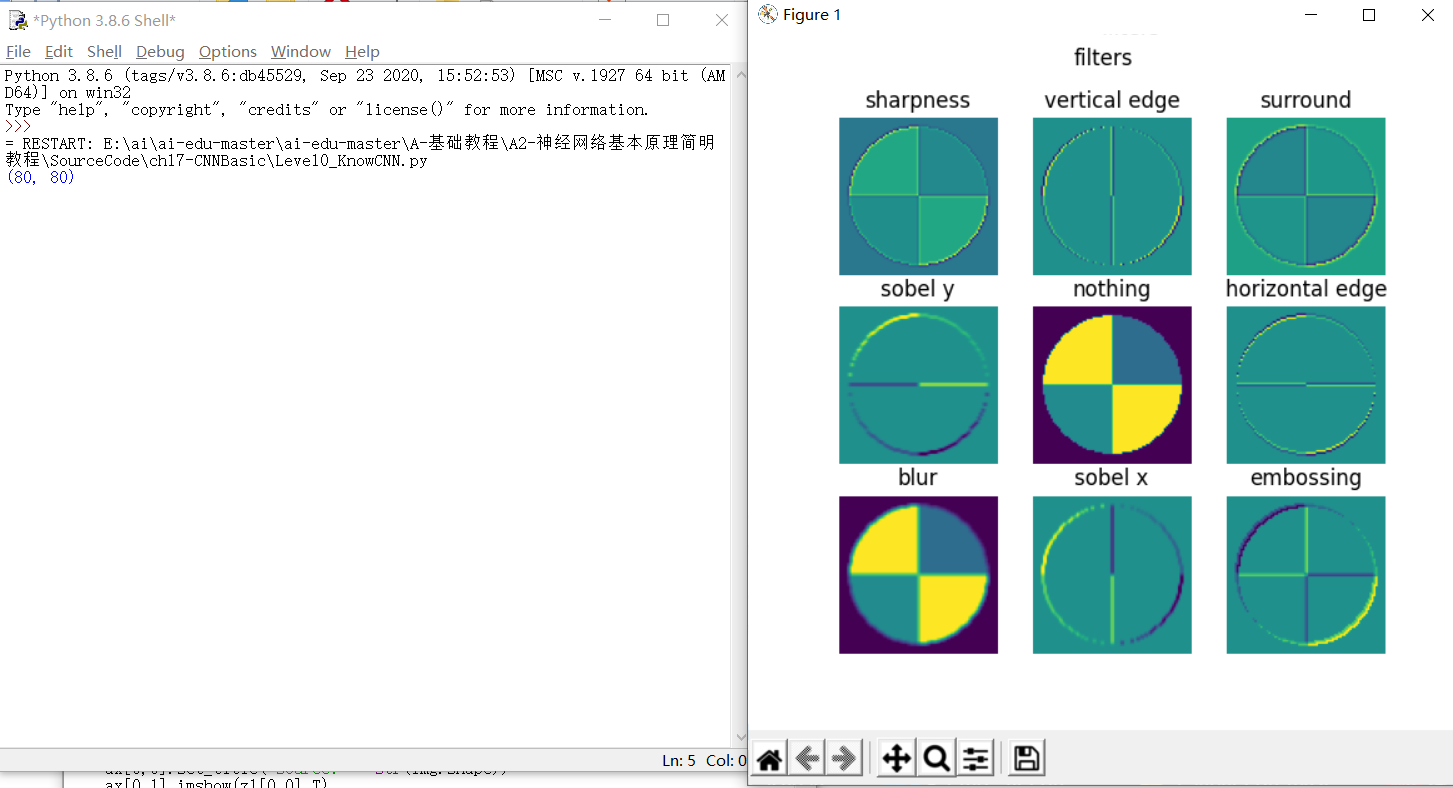 *Python 3.8.6 Shell*
File Edit Shell Debug Options Window Help
Python 3.8.6 (tags/v3.8.6:db45529, Sep 23 2020, 15:52:53) [MSC v.1927 64 bit (AM
D64)] on win32
Type "help", "copyright", "credits" or "license()" for more information.
>>>
= RESTART: E:\ai\ai-edu-master\ai-edu-master\A-基础教程\A2-神经网络基本原理简明
教程\SourceCode\ch17-CNNBasic\Level0_KnowCNN.py
(80, 80)
Ln: 5 Col: 0
ax[0,1].imshow(z1[0,0].T)
Figure 1
filters
sharpness vertical edge surround
sobel y nothing horizontal edge
blur sobel x embossing